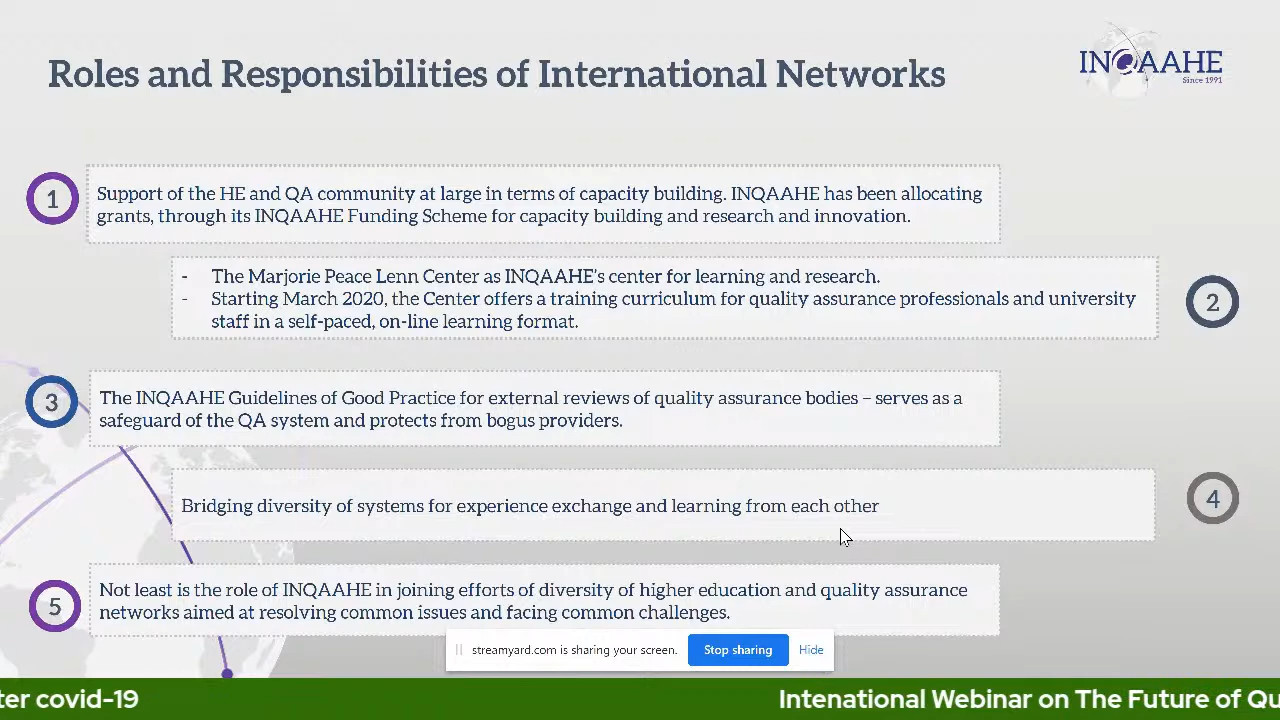 Roles and Responsibilities of International Networks
INQAAHE
Since 1991
1
Support of the HE and QA community at large in terms of capacity building. INQAAHE has been allocating
grants, through its INQAAHE Funding Scheme for capacity building and research and innovation.
- The Marjorie Peace Lenn Center as INQAAHE's center for learning and research.
- Starting March 2020, the Center offers a training curriculum for quality assurance professionals and university
staff in a self-paced, on-line learning format.
2
3
The INQAAHE Guidelines of Good Practice for external reviews of quality assurance bodies – serves as a
safeguard of the QA system and protects from bogus providers.
Bridging diversity of systems for experience exchange and learning from each other
4
5
Not least is the role of INQAAHE in joining efforts of diversity of higher education and quality assurance
networks aimed at resolving common issues and facing common challenges.
streamyard.com is sharing your screen. Stop sharing Hide
ter covid-19 Intenational Webinar on The Future of Qu